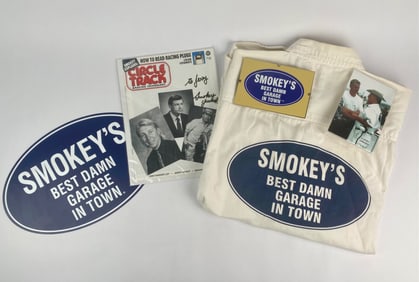 SMOKEY'S
BEST DAMN
GARAGE
IN TOWN.
HOW TO READ RACING PLUGS
CIRCLE
TRACK
SMOKEY'S
BEST DAMN
GARAGE
IN TOWN
SMOKEY'S
BEST DAMN
GARAGE
IN TOWN